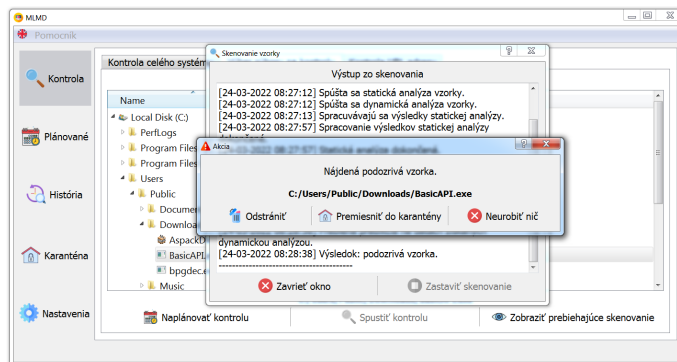 MLMD
Pomocník
Kontrola
Plánované
História
Karanténa
Nastavenia
Kontrola celého systém
Name
Local Disk (C:)
PerfLogs
Program Files
Program Files
Users
Public
Documen
Downloa
AspackD
BasicAPI.
bpgdec.e
Music
Naplánovať kontrolu
Spustiť kontrolu
Zobraziť prebiehajúce skenovanie
Skenovanie vzorky
Výstup zo skenovania
[24-03-2022 08:27:12] Spúšta sa statická analýza vzorky.
[24-03-2022 08:27:12] Spúšta sa dynamická analýza vzorky.
[24-03-2022 08:27:13] Spracuvávajú sa výsledky statickej analýzy.
[24-03-2022 08:27:57] Spracovanie výsledkov statickej analýzy
Akcia
Nájdená podozrivá vzorka.
C:/Users/Public/Downloads/BasicAPI.exe
Odstrániť
Premiesniť do karantény
Neurobiť nič
dynamickou analýzou.
[24-03-2022 08:28:38] Výsledok: podozrivá vzorka.
----------------------------------------
Zavrieť okno
Zastaviť skenovanie